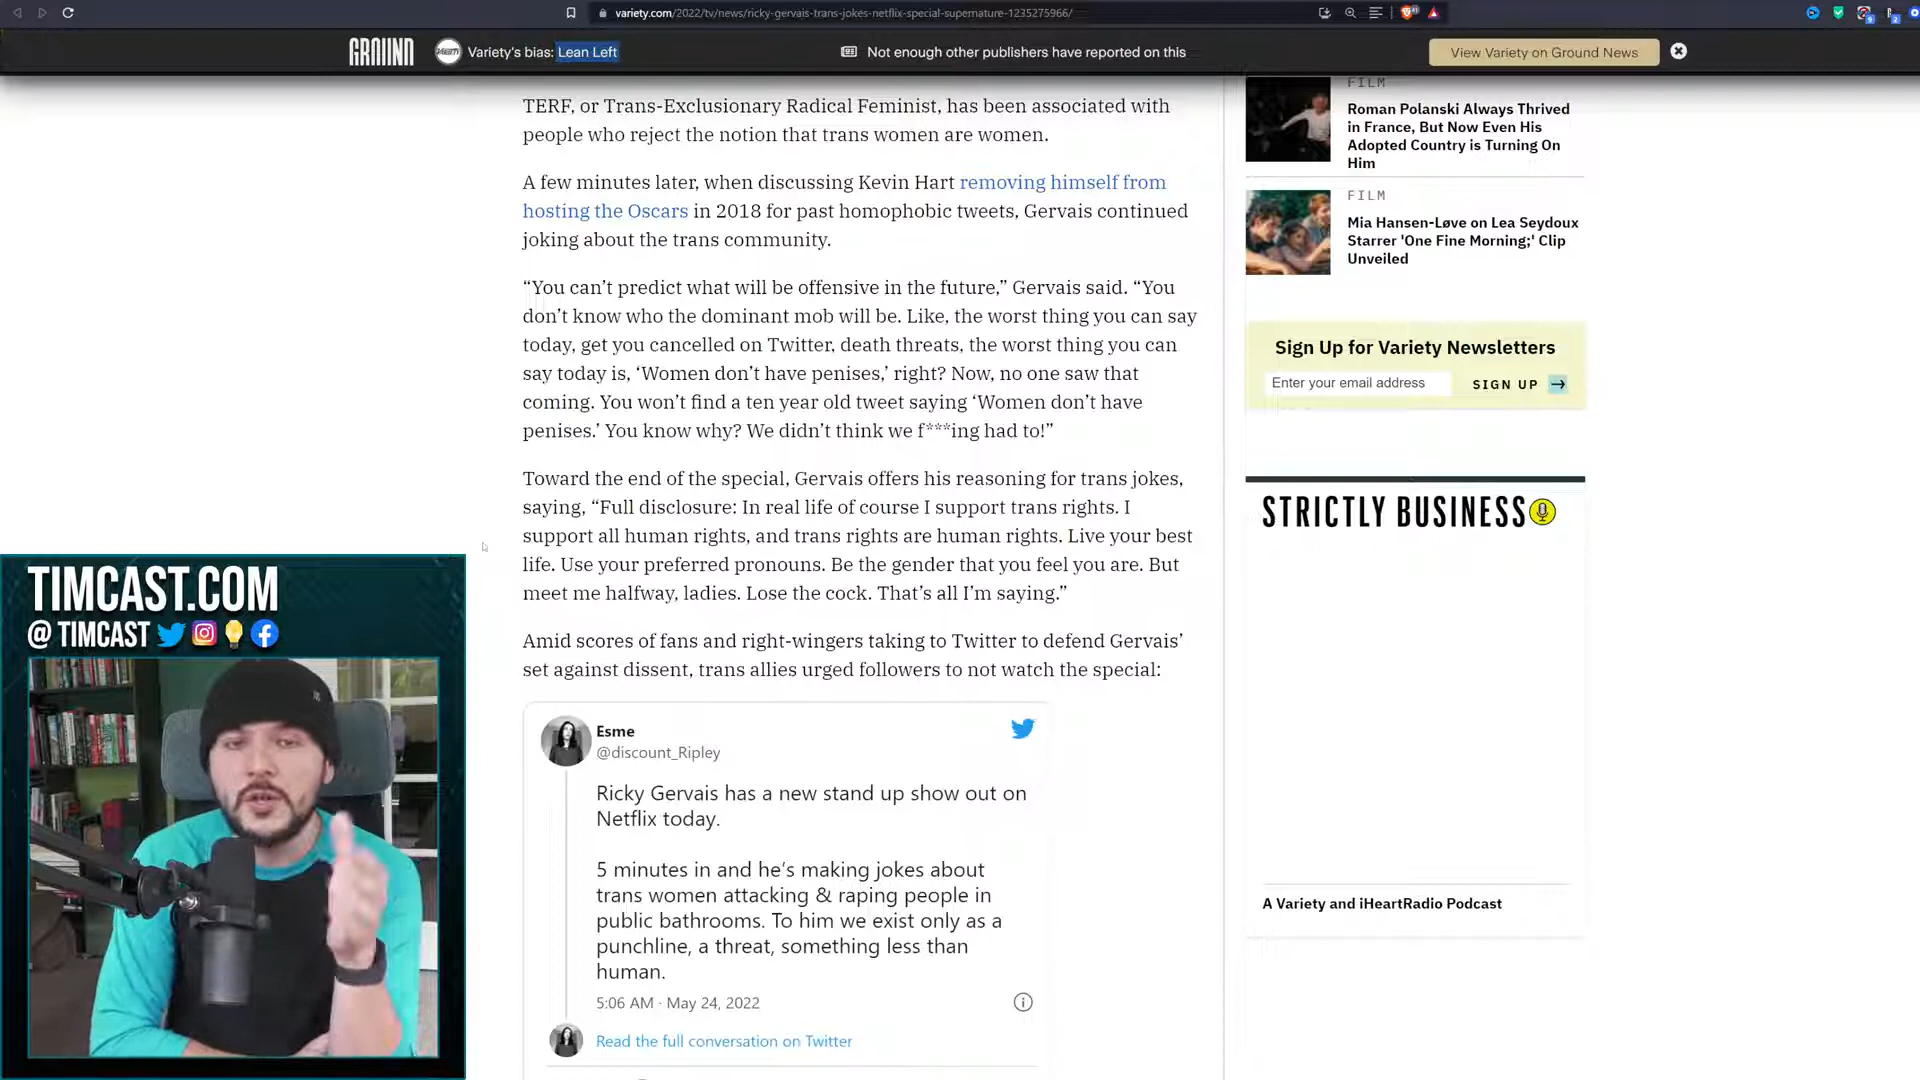 variety.com/2022/tv/news/ricky-gervais-trans-jokes-netflix-special-supernature-1235275966/
GROUND
VARIETY
Variety's bias: Lean Left
Not enough other publishers have reported on this
View Variety on Ground News
TERF, or Trans-Exclusionary Radical Feminist, has been associated with
people who reject the notion that trans women are women.
A few minutes later, when discussing Kevin Hart removing himself from
hosting the Oscars in 2018 for past homophobic tweets, Gervais continued
joking about the trans community.
“You can’t predict what will be offensive in the future,” Gervais said. “You
don’t know who the dominant mob will be. Like, the worst thing you can say
today, get you cancelled on Twitter, death threats, the worst thing you can
say today is, ‘Women don’t have penises,’ right? Now, no one saw that
coming. You won’t find a ten year old tweet saying ‘Women don’t have
penises.’ You know why? We didn’t think we f***ing had to!”
Toward the end of the special, Gervais offers his reasoning for trans jokes,
saying, “Full disclosure: In real life of course I support trans rights. I
support all human rights, and trans rights are human rights. Live your best
life. Use your preferred pronouns. Be the gender that you feel you are. But
meet me halfway, ladies. Lose the cock. That’s all I’m saying.”
Amid scores of fans and right-wingers taking to Twitter to defend Gervais’
set against dissent, trans allies urged followers to not watch the special:
Esme
@discount_Ripley
Ricky Gervais has a new stand up show out on
Netflix today.
5 minutes in and he’s making jokes about
trans women attacking & raping people in
public bathrooms. To him we exist only as a
punchline, a threat, something less than
human.
5:06 AM · May 24, 2022
Read the full conversation on Twitter
FILM
Roman Polanski Always Thrived
in France, But Now Even His
Adopted Country is Turning On
Him
FILM
Mia Hansen-Løve on Lea Seydoux
Starrer 'One Fine Morning;' Clip
Unveiled
Sign Up for Variety Newsletters
Enter your email address
SIGN UP
STRICTLY BUSINESS
A Variety and iHeartRadio Podcast
TIMCAST.COM
@ TIMCAST